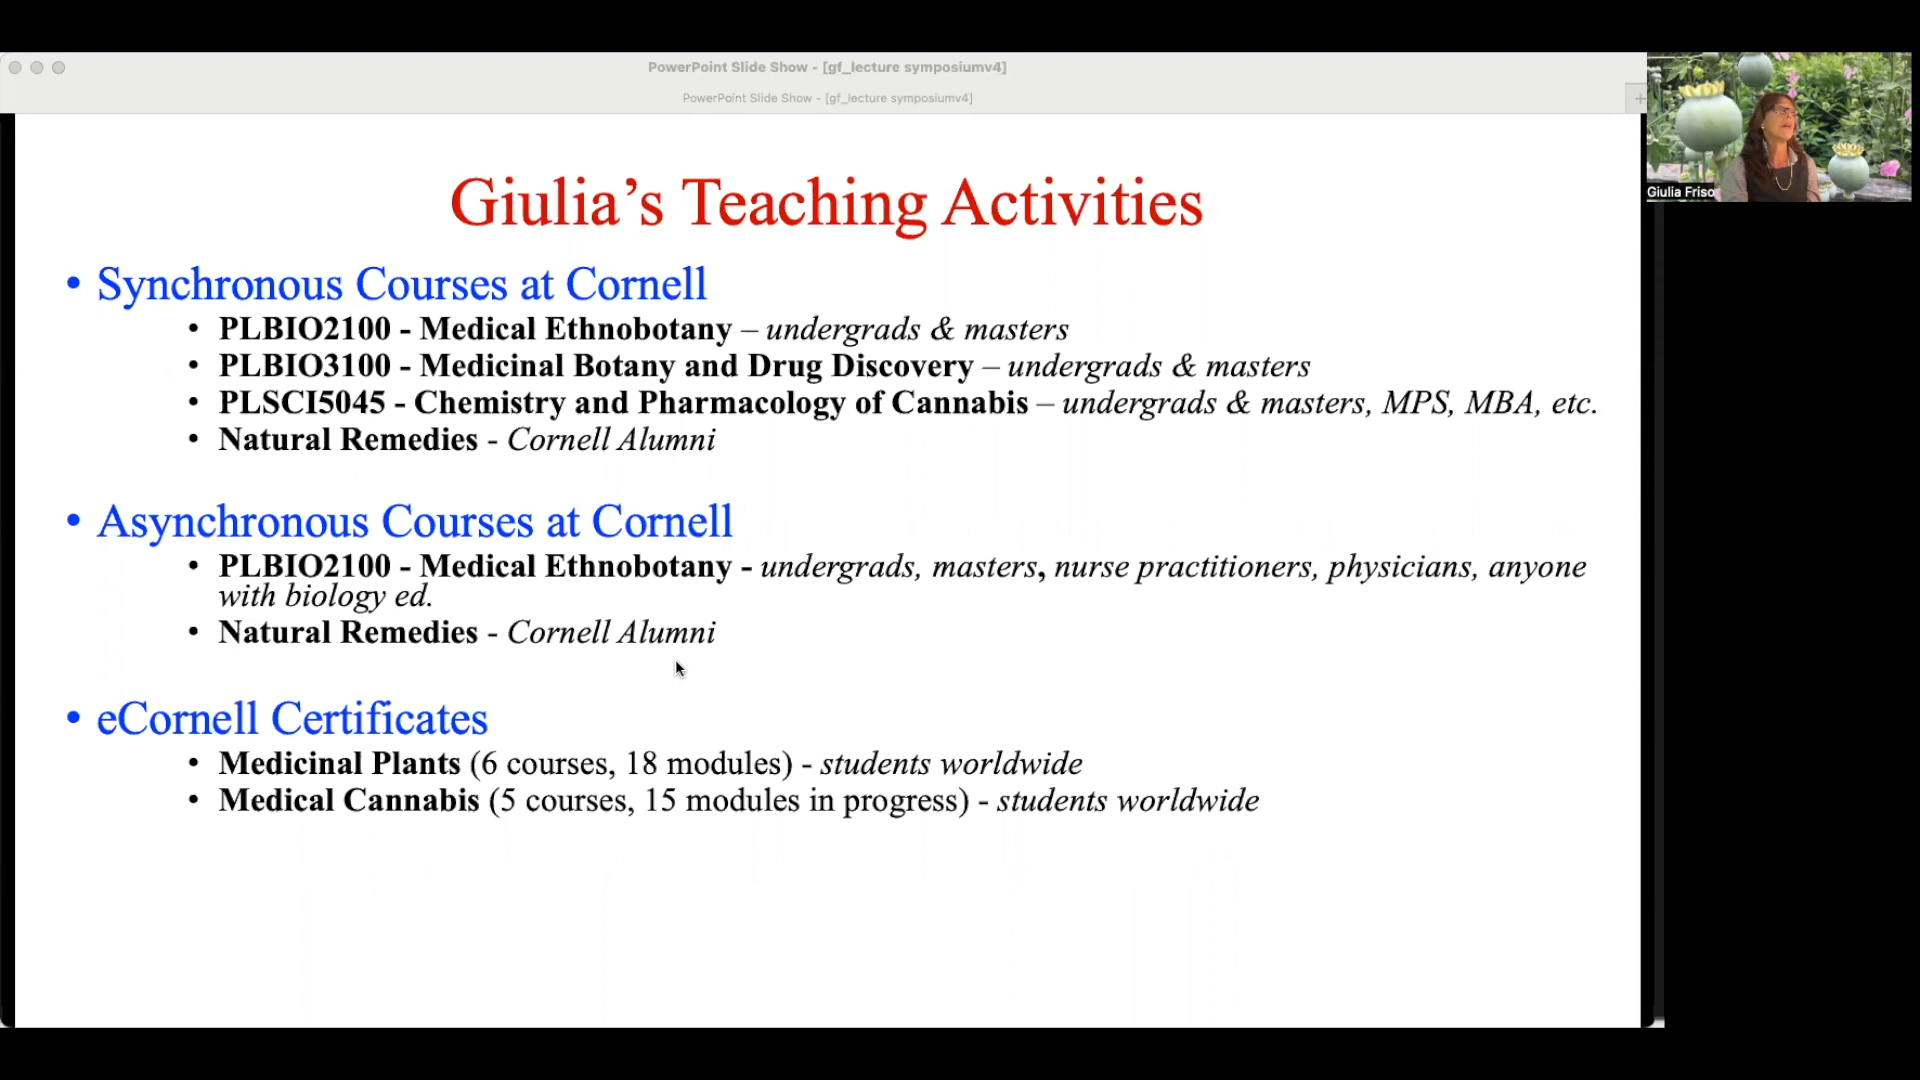 PowerPoint Slide Show - [gf_lecture symposiumv4]
PowerPoint Slide Show - [gf_lecture symposiumv4]
+
Giulia Friso
Giulia’s Teaching Activities
• Synchronous Courses at Cornell
• PLBIO2100 - Medical Ethnobotany – undergrads & masters
• PLBIO3100 - Medicinal Botany and Drug Discovery – undergrads & masters
• PLSCI5045 - Chemistry and Pharmacology of Cannabis – undergrads & masters, MPS, MBA, etc.
• Natural Remedies - Cornell Alumni
• Asynchronous Courses at Cornell
• PLBIO2100 - Medical Ethnobotany - undergrads, masters, nurse practitioners, physicians, anyone
with biology ed.
• Natural Remedies - Cornell Alumni
• eCornell Certificates
• Medicinal Plants (6 courses, 18 modules) - students worldwide
• Medical Cannabis (5 courses, 15 modules in progress) - students worldwide